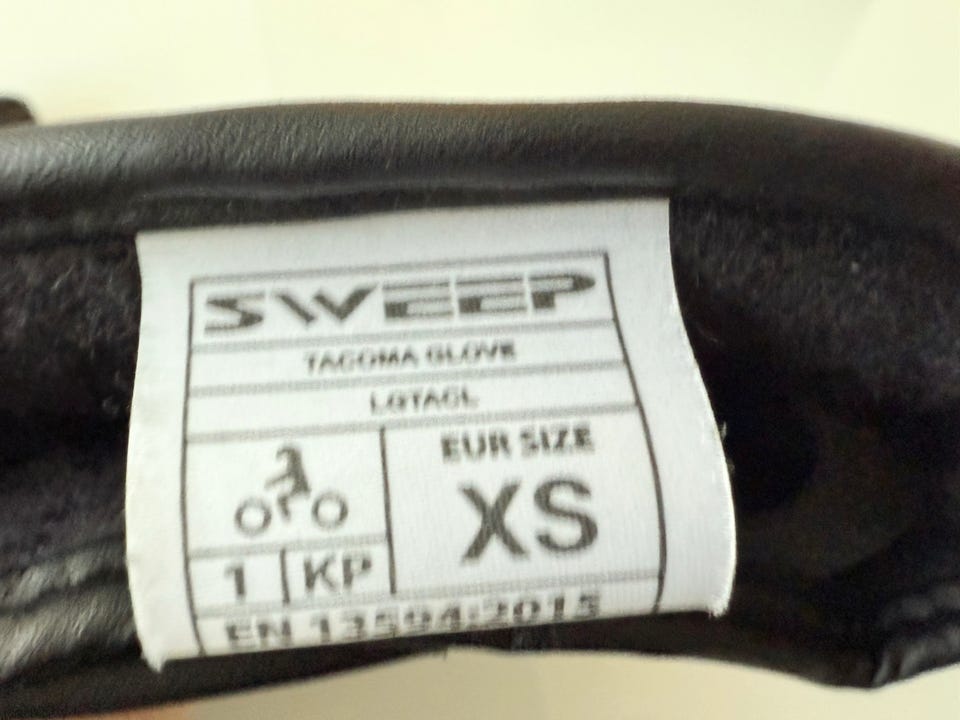 SWEEP
TACOMA GLOVE
LGTACL
EUR SIZE
XS
1 KP
EN 13594:2015